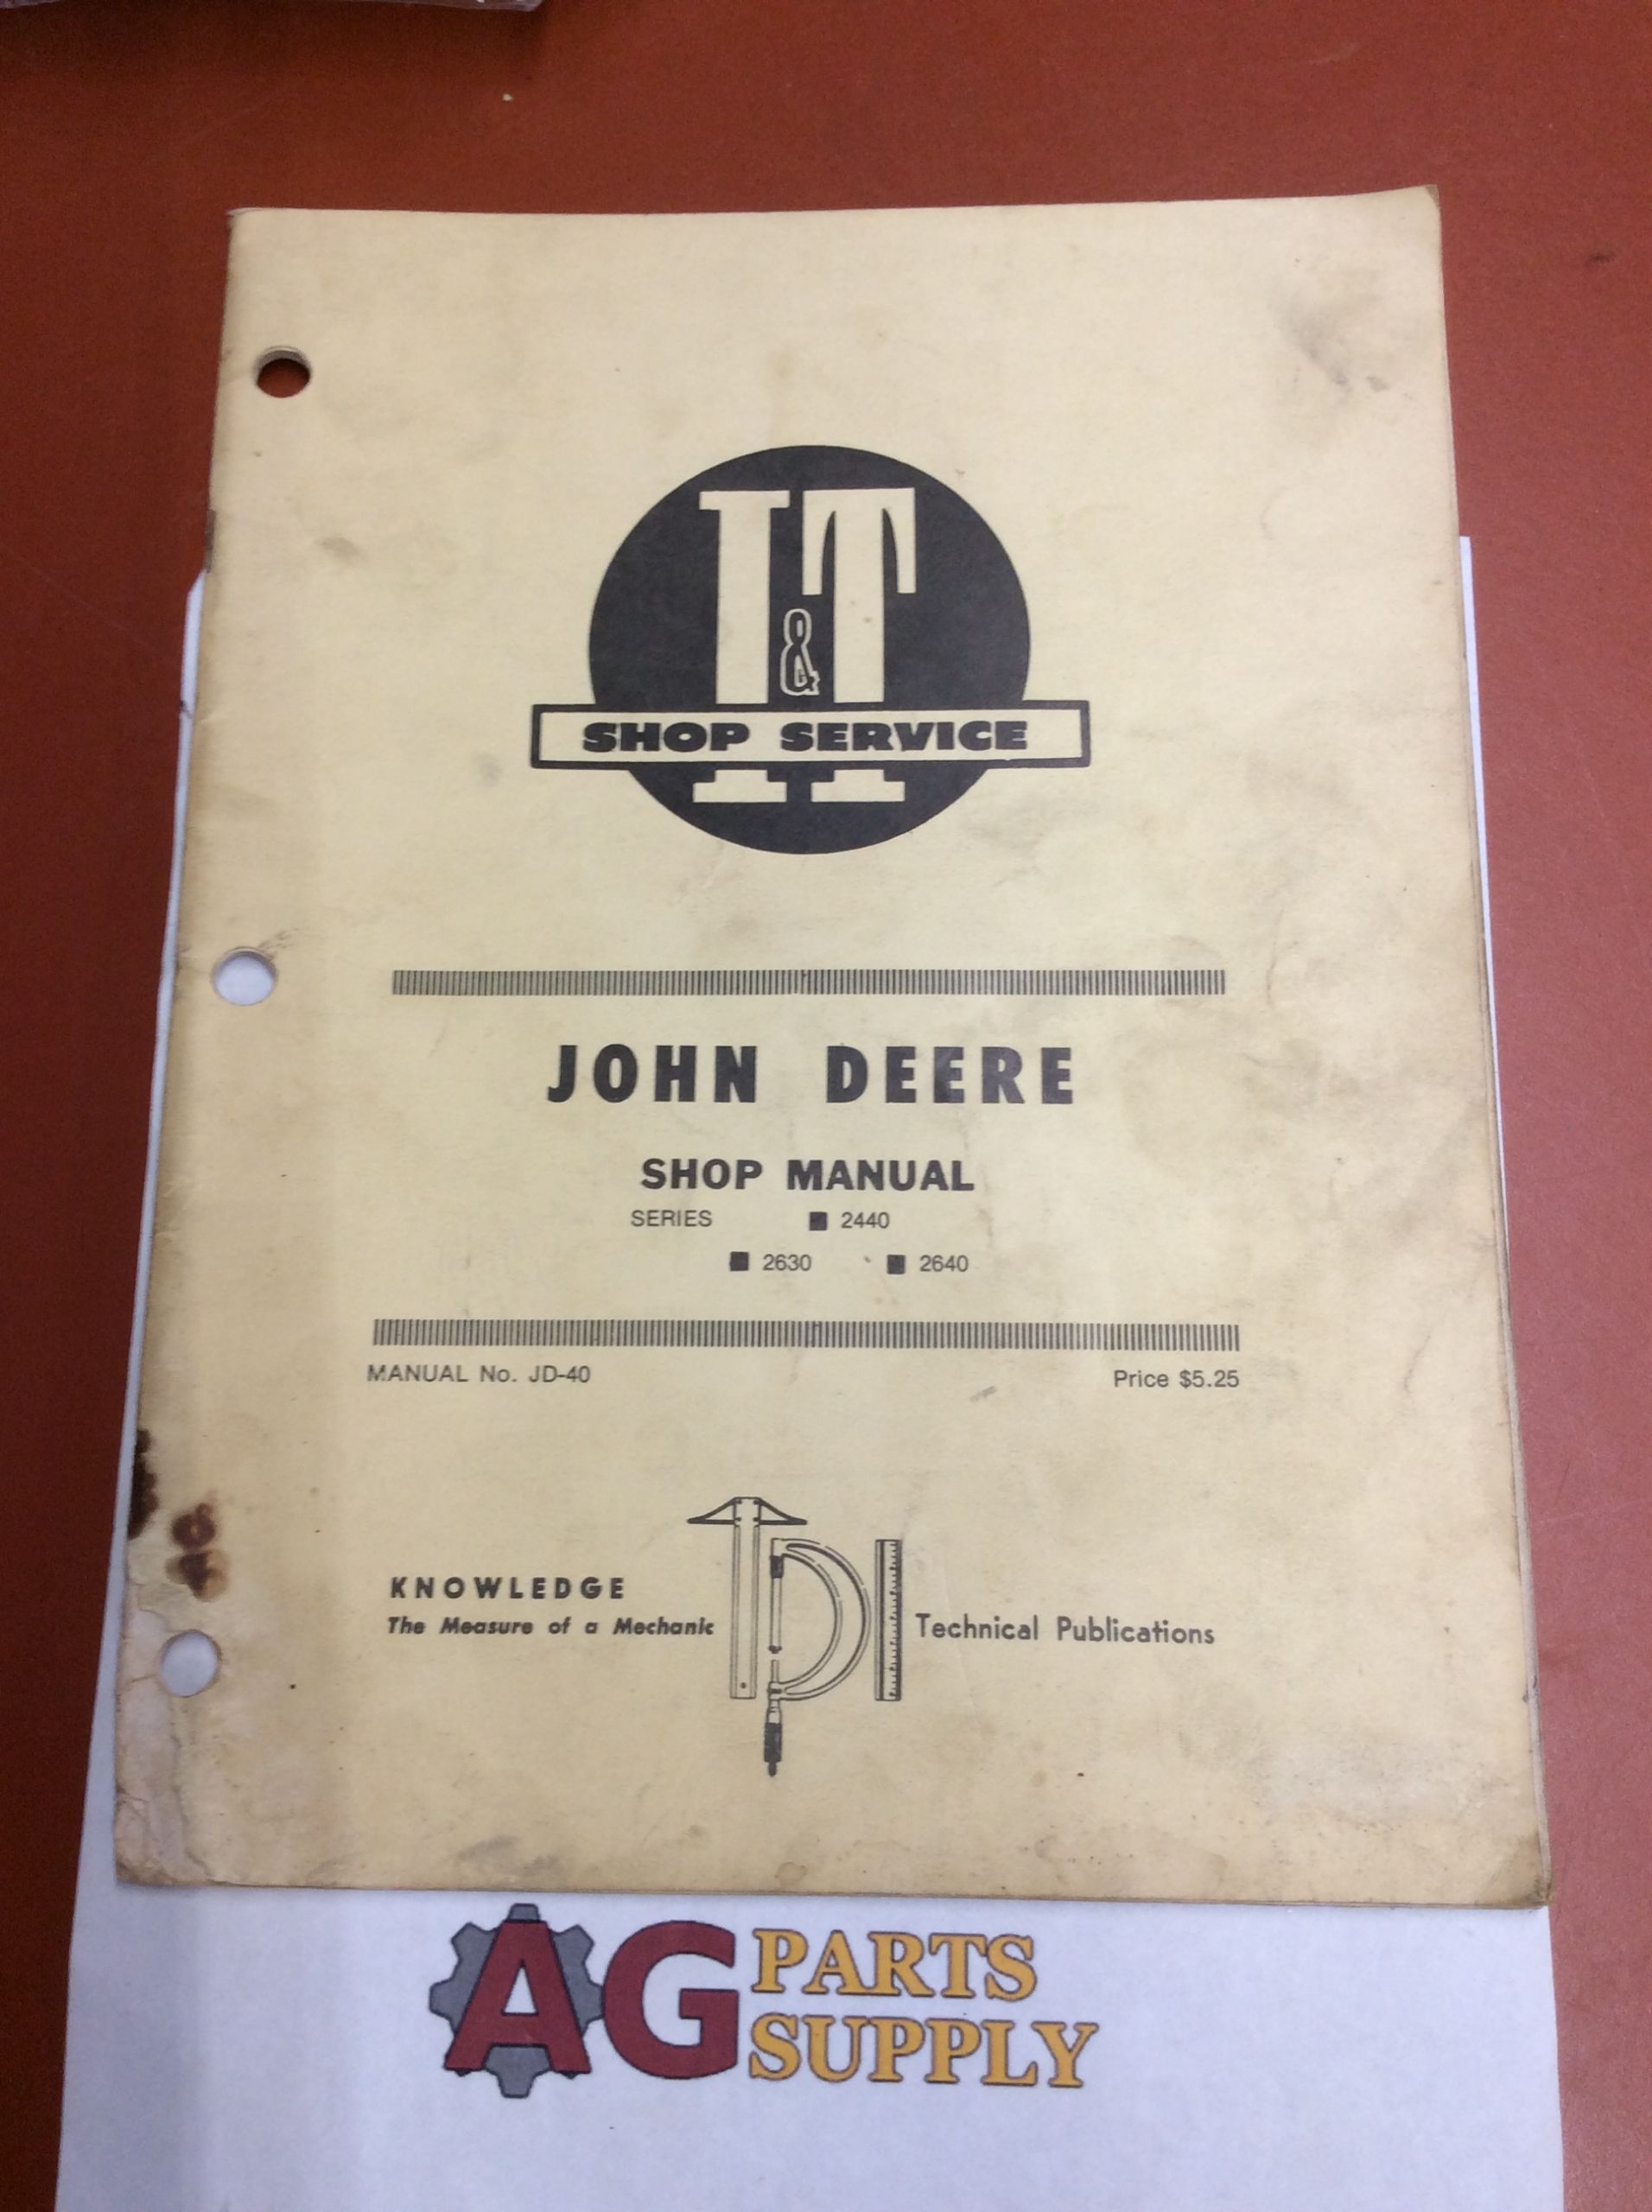 I&T
SHOP SERVICE
JOHN DEERE
SHOP MANUAL
SERIES ■ 2440
■ 2630 ■ 2640
MANUAL No. JD-40 Price $5.25
KNOWLEDGE
The Measure of a Mechanic TPI Technical Publications
AG PARTS
SUPPLY